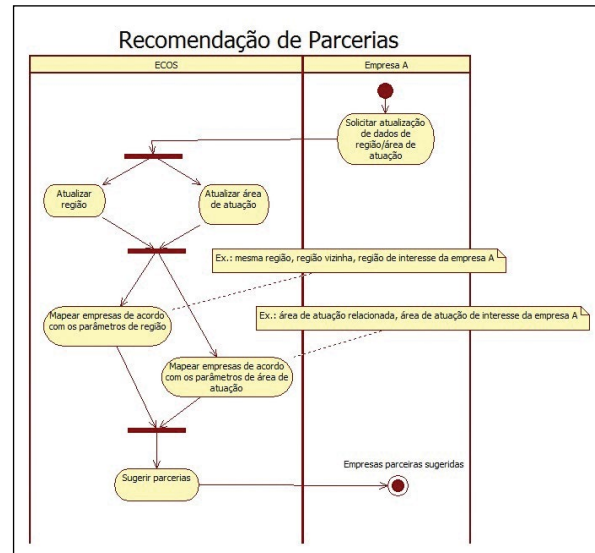 Recomendação de Parcerias
ECOS
Empresa A
Solicitar atualização
de dados de
região/área de
atuação
Atualizar
região
Atualizar área
de atuação
Ex.: mesma região, região vizinha, região de interesse da empresa A
Mapear empresas de acordo
com os parâmetros de região
Ex.: área de atuação relacionada, área de atuação de interesse da empresa A
Mapear empresas de acordo
com os parâmetros de área de
atuação
Sugerir parcerias
Empresas parceiras sugeridas